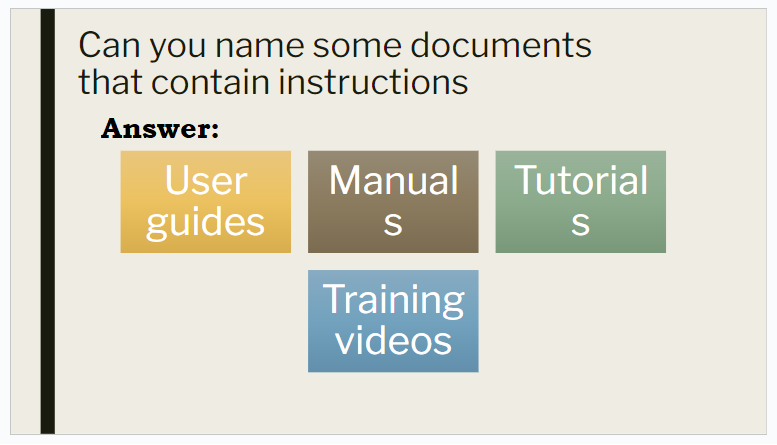 Can you name some documents
that contain instructions
Answer:
User
guides
Manual
s
Tutorial
s
Training
videos